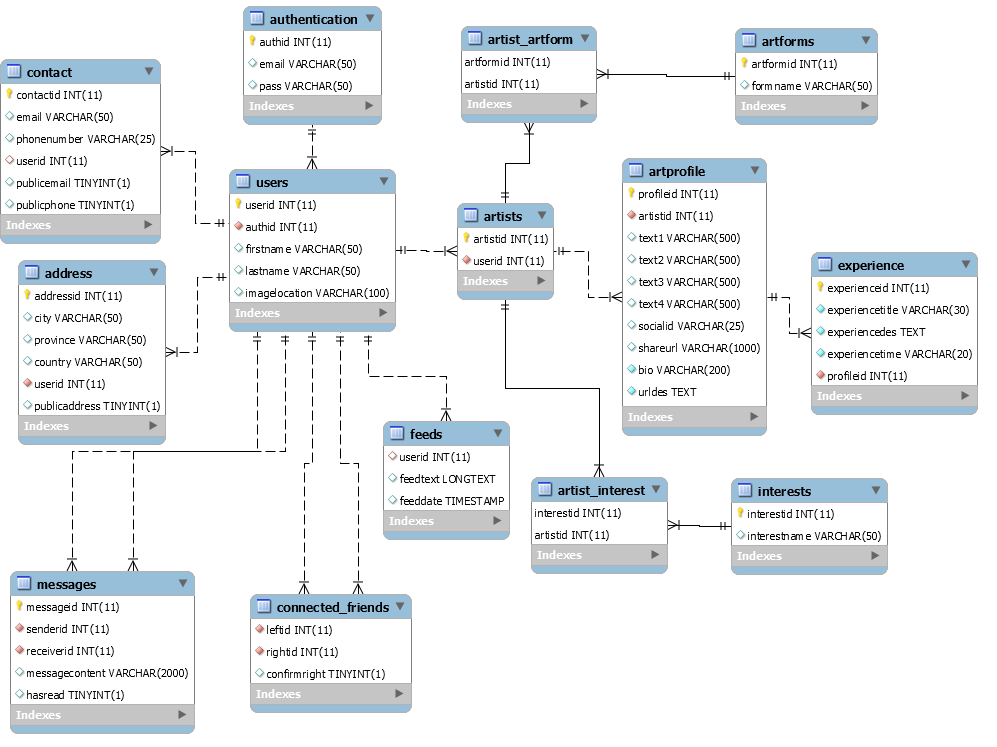 authentication
authid INT(11)
email VARCHAR(50)
pass VARCHAR(50)
Indexes
artist_artform
artformid INT(11)
artistid INT(11)
Indexes
artforms
artformid INT(11)
formname VARCHAR(50)
Indexes
contact
contactid INT(11)
email VARCHAR(50)
phonenumber VARCHAR(25)
userid INT(11)
publicemail TINYINT(1)
publicphone TINYINT(1)
Indexes
users
userid INT(11)
authid INT(11)
firstname VARCHAR(50)
lastname VARCHAR(50)
imagelocation VARCHAR(100)
Indexes
artists
artistid INT(11)
userid INT(11)
Indexes
artprofile
profileid INT(11)
artistid INT(11)
text1 VARCHAR(500)
text2 VARCHAR(500)
text3 VARCHAR(500)
text4 VARCHAR(500)
socialid VARCHAR(25)
shareurl VARCHAR(1000)
bio VARCHAR(200)
urldes TEXT
Indexes
experience
experienceid INT(11)
experiencetitle VARCHAR(30)
experiencedes TEXT
experiencetime VARCHAR(20)
profileid INT(11)
Indexes
address
addressid INT(11)
city VARCHAR(50)
province VARCHAR(50)
country VARCHAR(50)
userid INT(11)
publicaddress TINYINT(1)
Indexes
feeds
userid INT(11)
feedtext LONGTEXT
feeddate TIMESTAMP
Indexes
artist_interest
interestid INT(11)
artistid INT(11)
Indexes
interests
interestid INT(11)
interestname VARCHAR(50)
Indexes
messages
messageid INT(11)
senderid INT(11)
receiverid INT(11)
messagecontent VARCHAR(2000)
hasread TINYINT(1)
Indexes
connected_friends
leftid INT(11)
rightid INT(11)
confirmright TINYINT(1)
Indexes